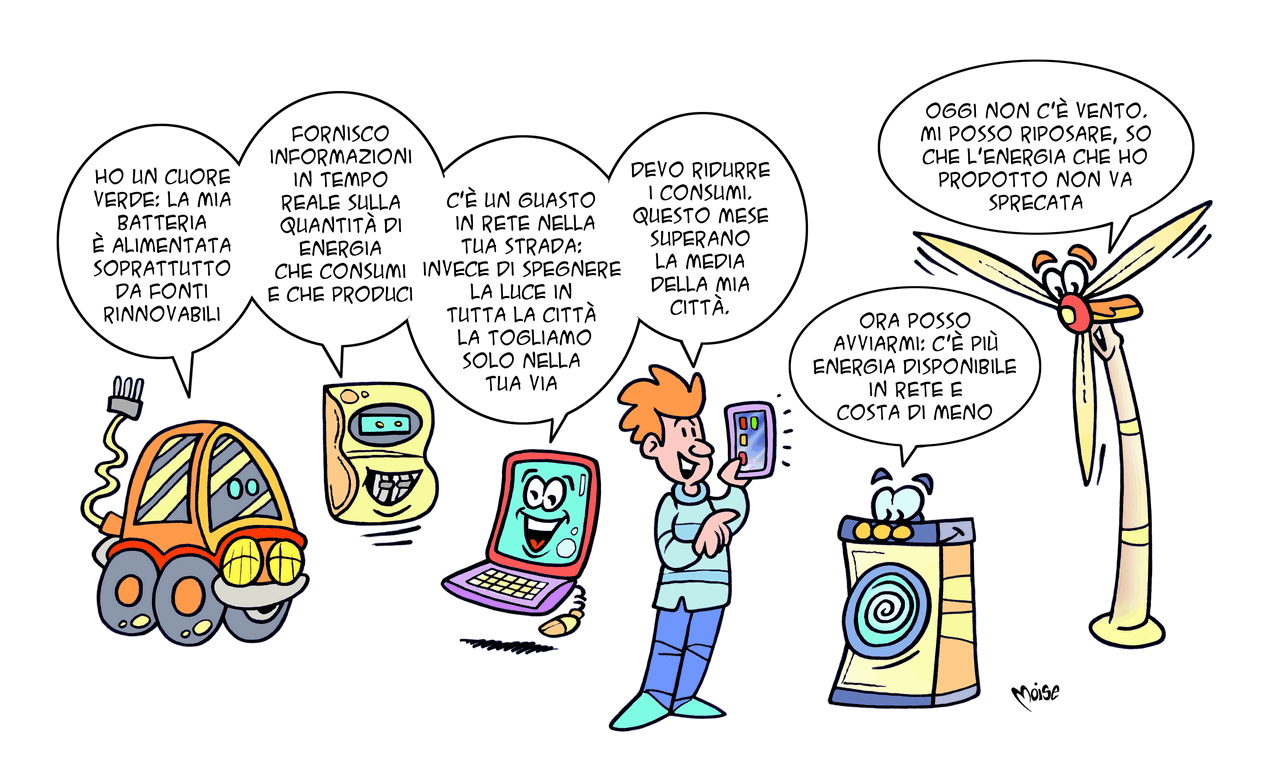 HO UN CUORE
VERDE: LA MIA
BATTERIA
È ALIMENTATA
SOPRATTUTTO
DA FONTI
RINNOVABILI
FORNISCO
INFORMAZIONI
IN TEMPO
REALE SULLA
QUANTITÀ DI
ENERGIA
CHE CONSUMI
E CHE PRODUCI
C'È UN GUASTO
IN RETE NELLA
TUA STRADA:
INVECE DI SPEGNERE
LA LUCE IN
TUTTA LA CITTÀ
LA TOGLIAMO
SOLO NELLA
TUA VIA
DEVO RIDURRE
I CONSUMI.
QUESTO MESE
SUPERANO
LA MEDIA
DELLA MIA
CITTÀ.
ORA POSSO
AVVIARMI: C'È PIÙ
ENERGIA DISPONIBILE
IN RETE E
COSTA DI MENO
OGGI NON C'È VENTO.
MI POSSO RIPOSARE, SO
CHE L'ENERGIA CHE HO
PRODOTTO NON VA
SPRECATA
Moise